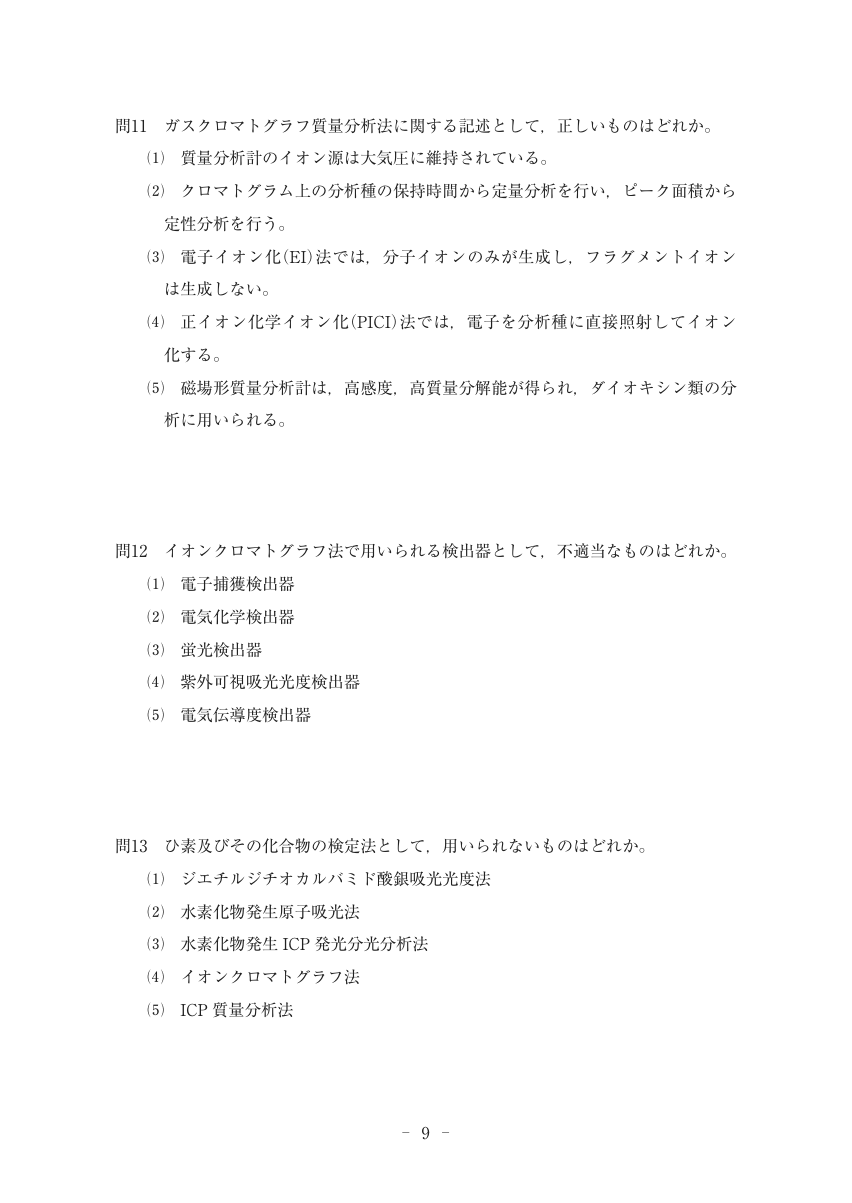 問11　ガスクロマトグラフ質量分析法に関する記述として，正しいものはどれか。
⑴　質量分析計のイオン源は大気圧に維持されている。
⑵　クロマトグラム上の分析種の保持時間から定量分析を行い，ピーク面積から
定性分析を行う。
⑶　電子イオン化(EI)法では，分子イオンのみが生成し，フラグメントイオン
は生成しない。
⑷　正イオン化学イオン化(PICI)法では，電子を分析種に直接照射してイオン
化する。
⑸　磁場形質量分析計は，高感度，高質量分解能が得られ，ダイオキシン類の分
析に用いられる。
問12　イオンクロマトグラフ法で用いられる検出器として，不適当なものはどれか。
⑴　電子捕獲検出器
⑵　電気化学検出器
⑶　蛍光検出器
⑷　紫外可視吸光光度検出器
⑸　電気伝導度検出器
問13　ひ素及びその化合物の検定法として，用いられないものはどれか。
⑴　ジエチルジチオカルバミド酸銀吸光光度法
⑵　水素化物発生原子吸光法
⑶　水素化物発生 ICP 発光分光分析法
⑷　イオンクロマトグラフ法
⑸　ICP 質量分析法
- 9 -